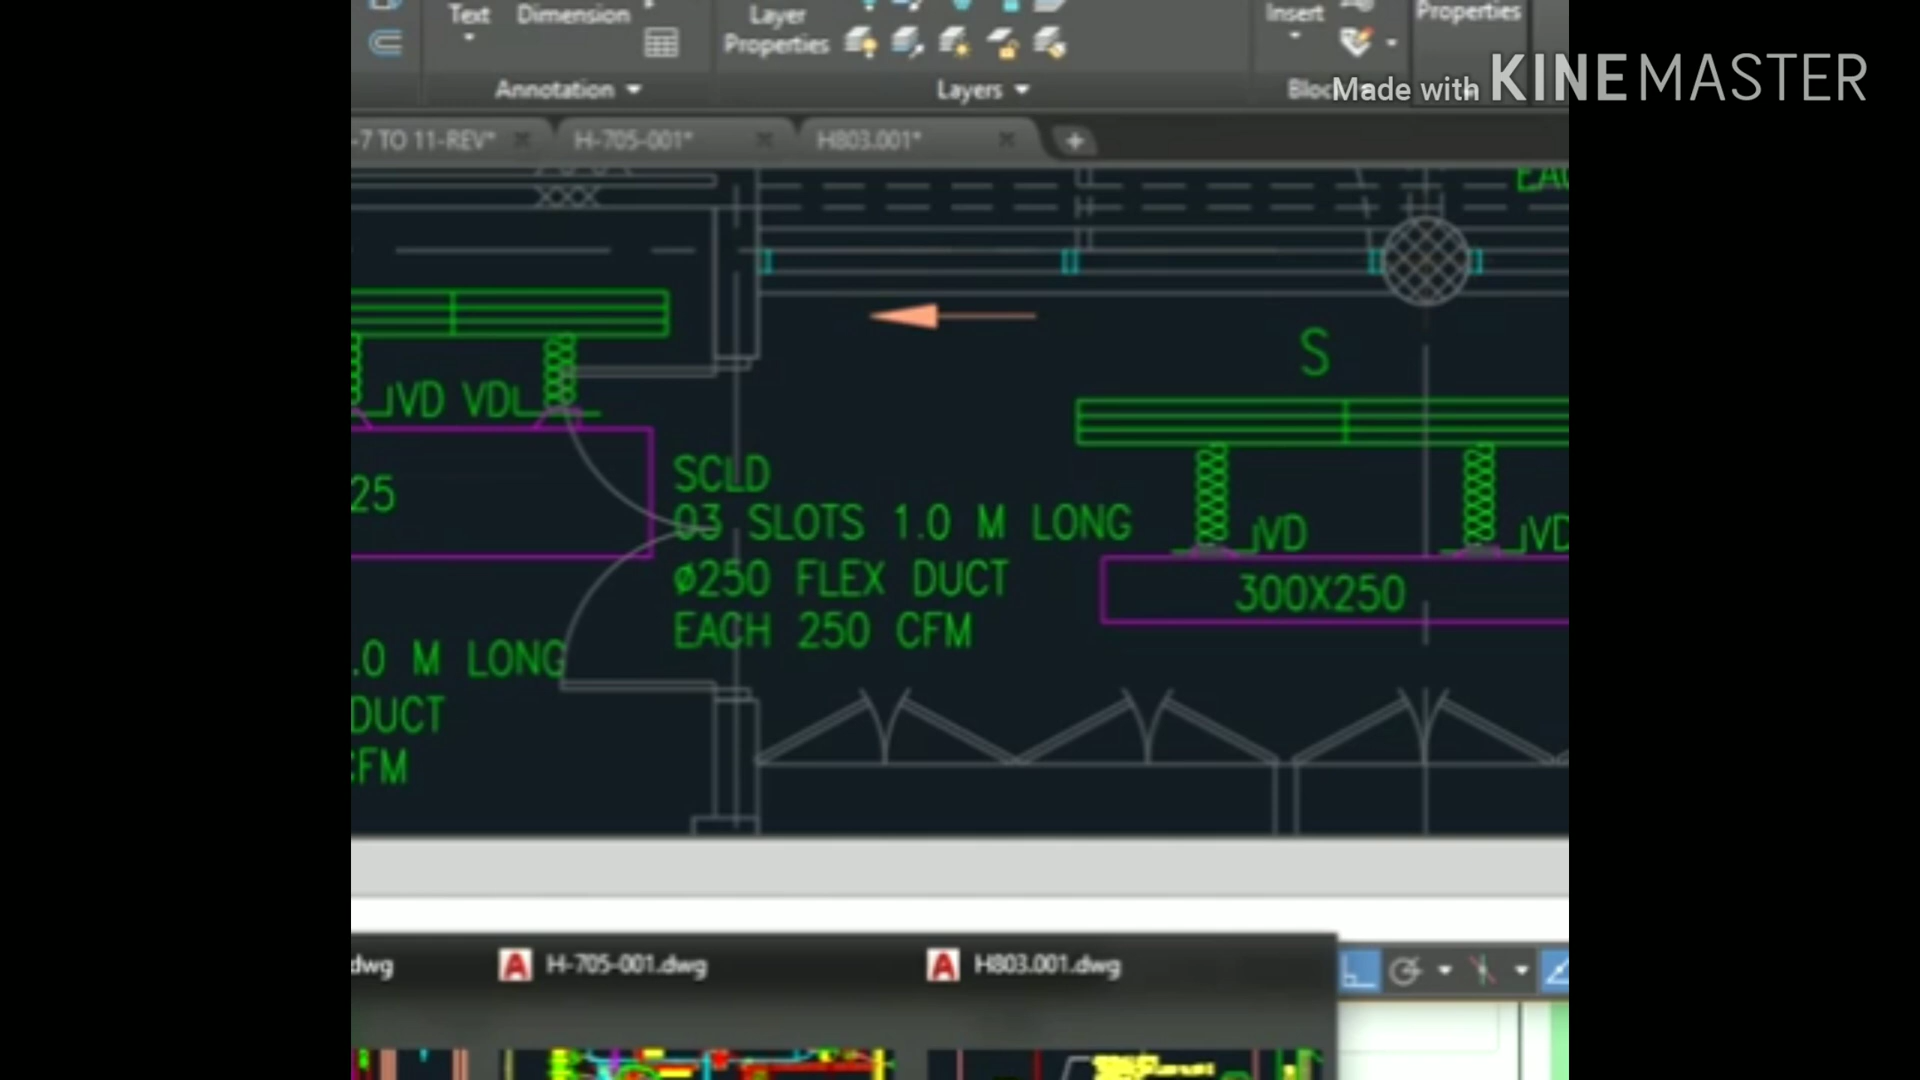 Text
Dimension
Layer
Properties
Insert
Properties
Annotation
Layers
Made with KINEMASTER
-7 TO 11-REV*
H-705-001*
H803.001*
S
VD VD
25
SCLD
03 SLOTS 1.0 M LONG
ø250 FLEX DUCT
EACH 250 CFM
VD
VD
300X250
.0 M LONG
DUCT
CFM
dwg
H-705-001.dwg
H803.001.dwg